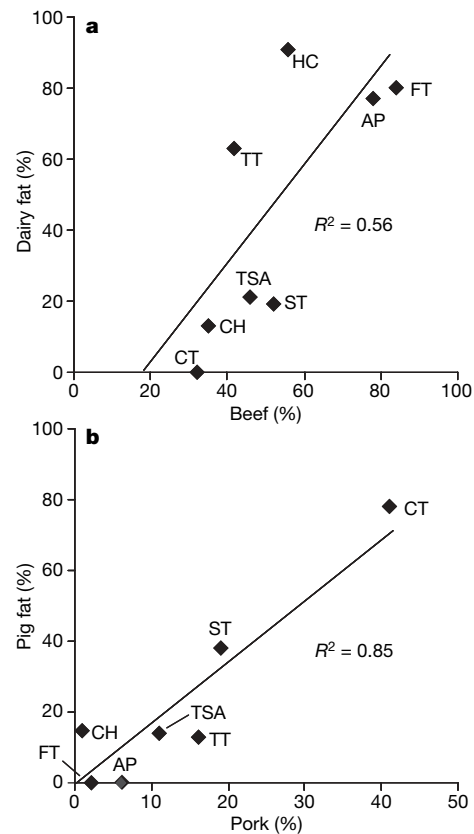 100
a
80
60
40
20
0
Dairy fat (%)
HC
FT
AP
TT
R² = 0.56
TSA
ST
CH
CT
0 20 40 60 80 100
Beef (%)
100
b
80
60
40
20
0
Pig fat (%)
CT
ST
R² = 0.85
TSA
CH
TT
FT
AP
0 10 20 30 40 50
Pork (%)